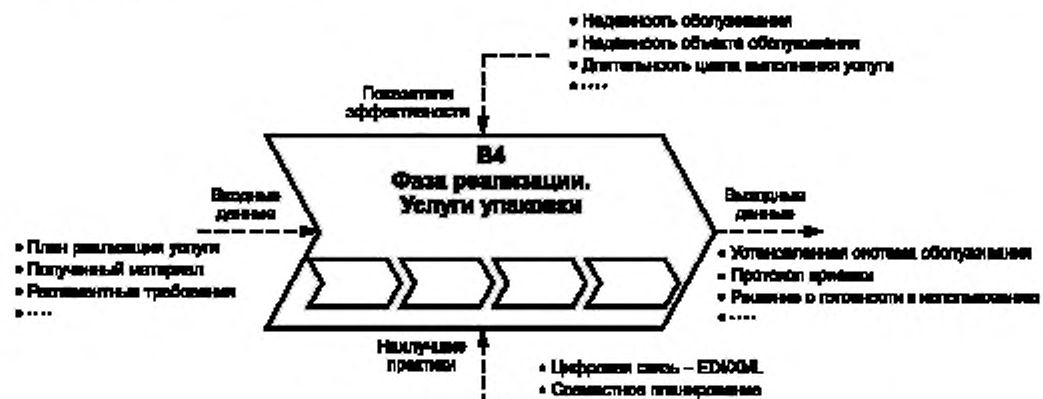 • Надежность обслуживания
• Надежность объекта обслуживания
• Длительность цикла выполнения услуги
• ····
Показатели
эффективности
B4
Фаза реализации.
Услуги упаковки
Входные
данные
Выходные
данные
• План реализации услуги
• Полученный материал
• Регламентные требования
• ····
• Установленная система обслуживания
• Протокол приемки
• Решение о готовности к использованию
• ····
Наилучшие
практики
• Цифровая связь – EDI/XML
• Совместное планирование